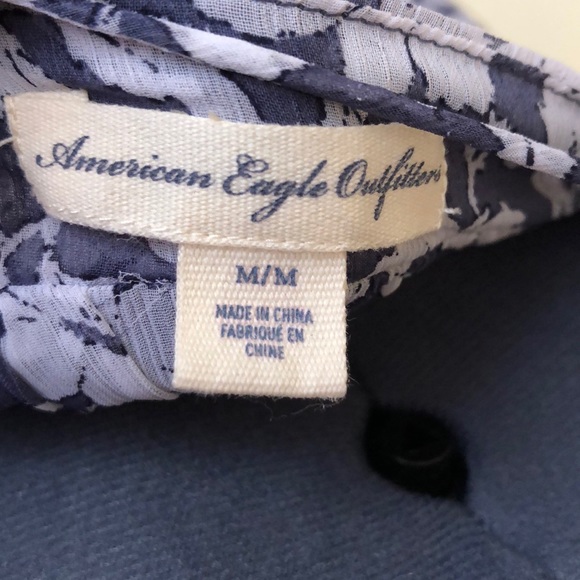 American Eagle Outfitters
M/M
MADE IN CHINA
FABRIQUÉ EN
CHINE